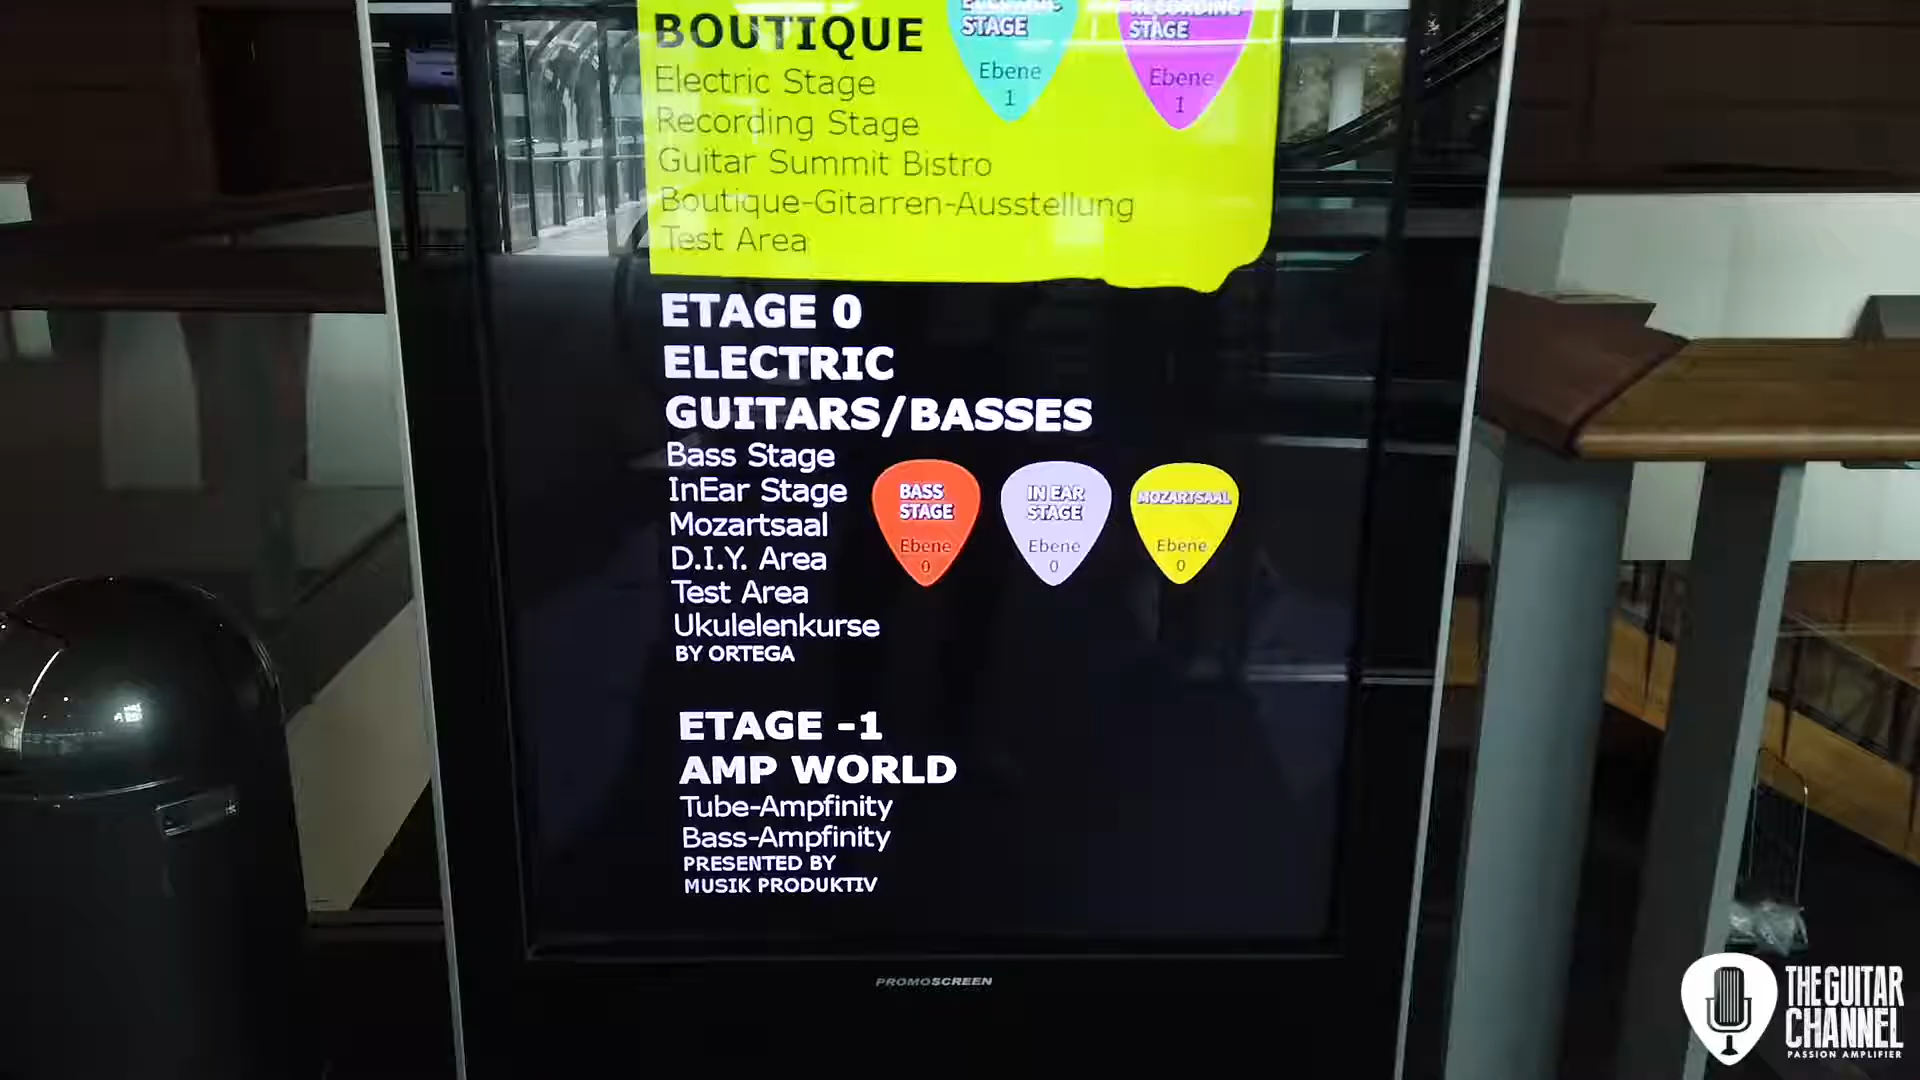 BOUTIQUE
Electric Stage
Recording Stage
Guitar Summit Bistro
Boutique-Gitarren-Ausstellung
Test Area
STAGE
Ebene
1
RECORDING
STAGE
Ebene
1
ETAGE 0
ELECTRIC
GUITARS/BASSES
Bass Stage
InEar Stage
Mozartsaal
D.I.Y. Area
Test Area
Ukulelenkurse
BY ORTEGA
BASS
STAGE
Ebene
0
IN EAR
STAGE
Ebene
0
MOZARTSAAL
Ebene
0
ETAGE -1
AMP WORLD
Tube-Ampfinity
Bass-Ampfinity
PRESENTED BY
MUSIK PRODUKTIV
PROMOSCREEN
THE GUITAR
CHANNEL
PASSION AMPLIFIER